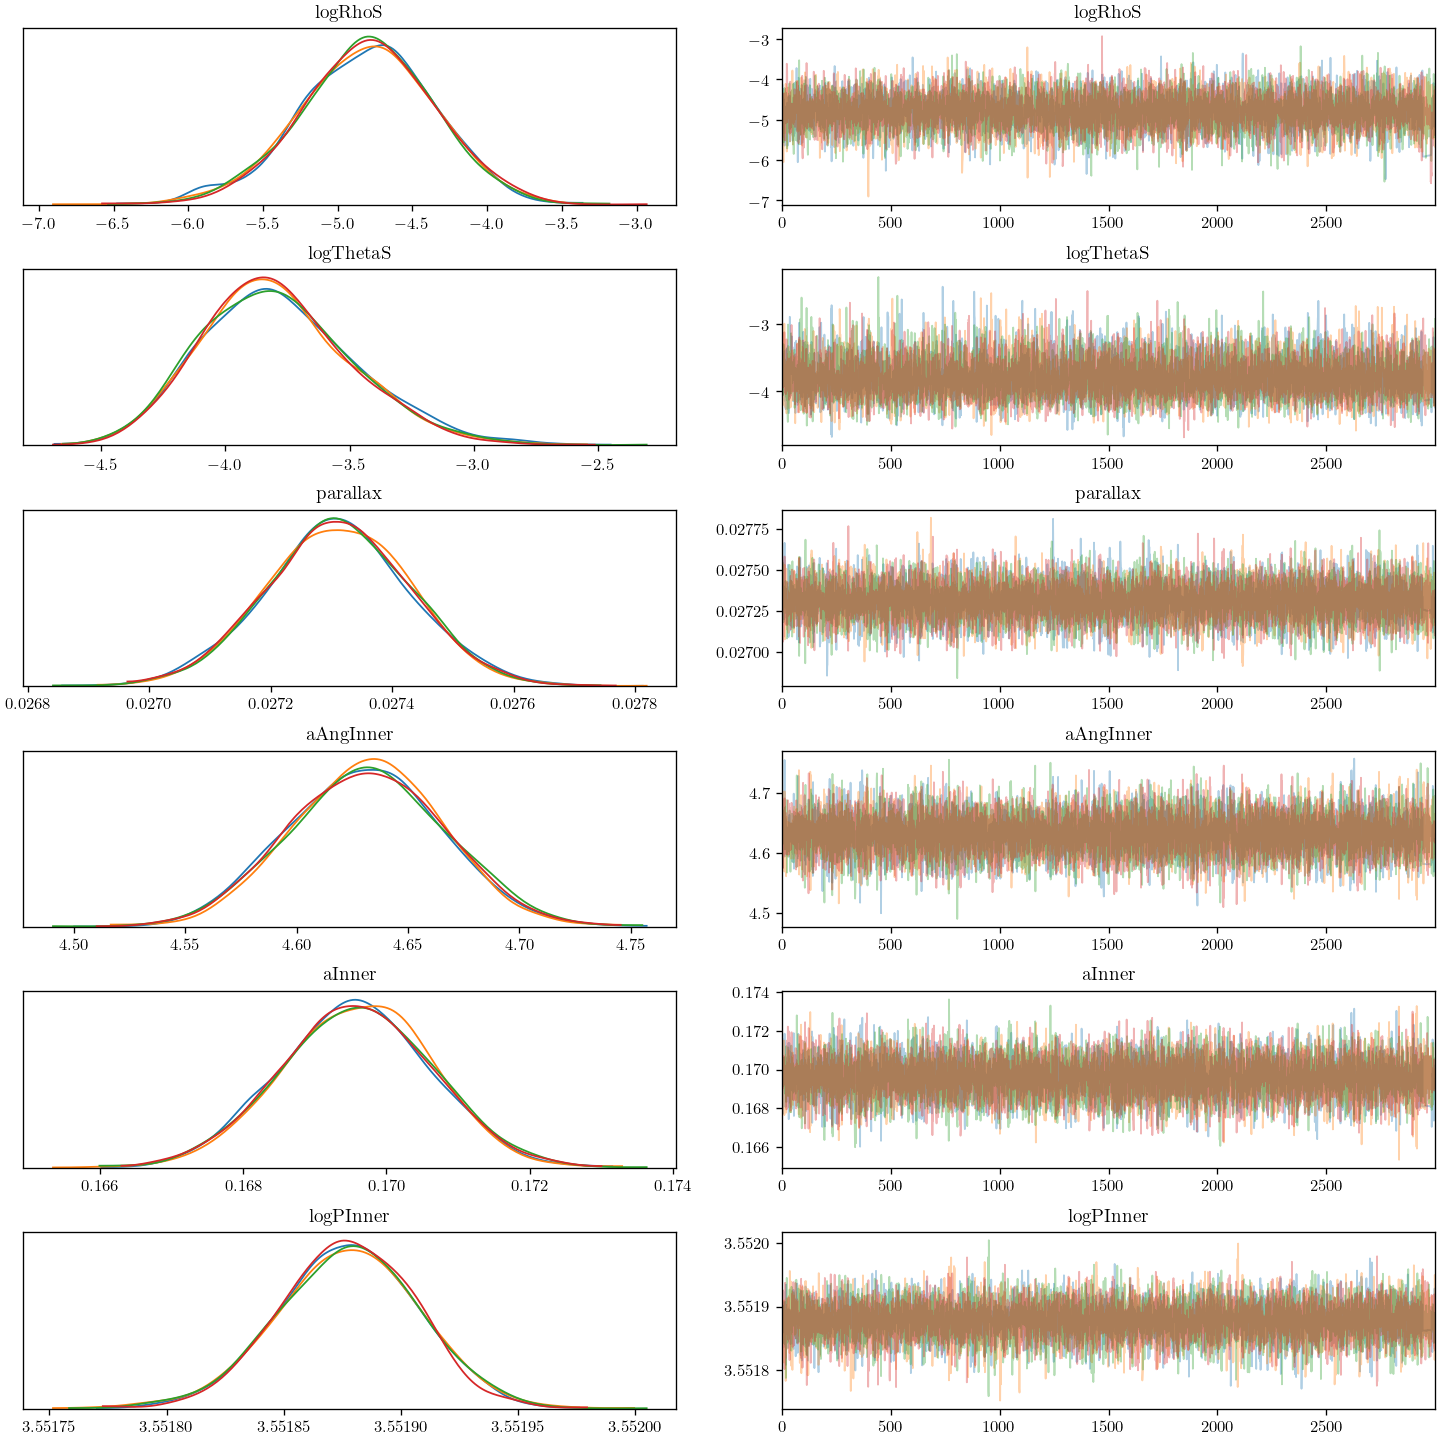 logRhoS logRhoS
−3
−4
−5
−6
−7
−7.0 −6.5 −6.0 −5.5 −5.0 −4.5 −4.0 −3.5 −3.0 0 500 1000 1500 2000 2500
logThetaS logThetaS
−3
−4
−4.5 −4.0 −3.5 −3.0 −2.5 0 500 1000 1500 2000 2500
parallax parallax
0.02775
0.02750
0.02725
0.02700
0.0268 0.0270 0.0272 0.0274 0.0276 0.0278 0 500 1000 1500 2000 2500
aAngInner aAngInner
4.7
4.6
4.5
4.50 4.55 4.60 4.65 4.70 4.75 0 500 1000 1500 2000 2500
aInner aInner
0.174
0.172
0.170
0.168
0.166
0.166 0.168 0.170 0.172 0.174 0 500 1000 1500 2000 2500
logPInner logPInner
3.5520
3.5519
3.5518
3.55175 3.55180 3.55185 3.55190 3.55195 3.55200 0 500 1000 1500 2000 2500